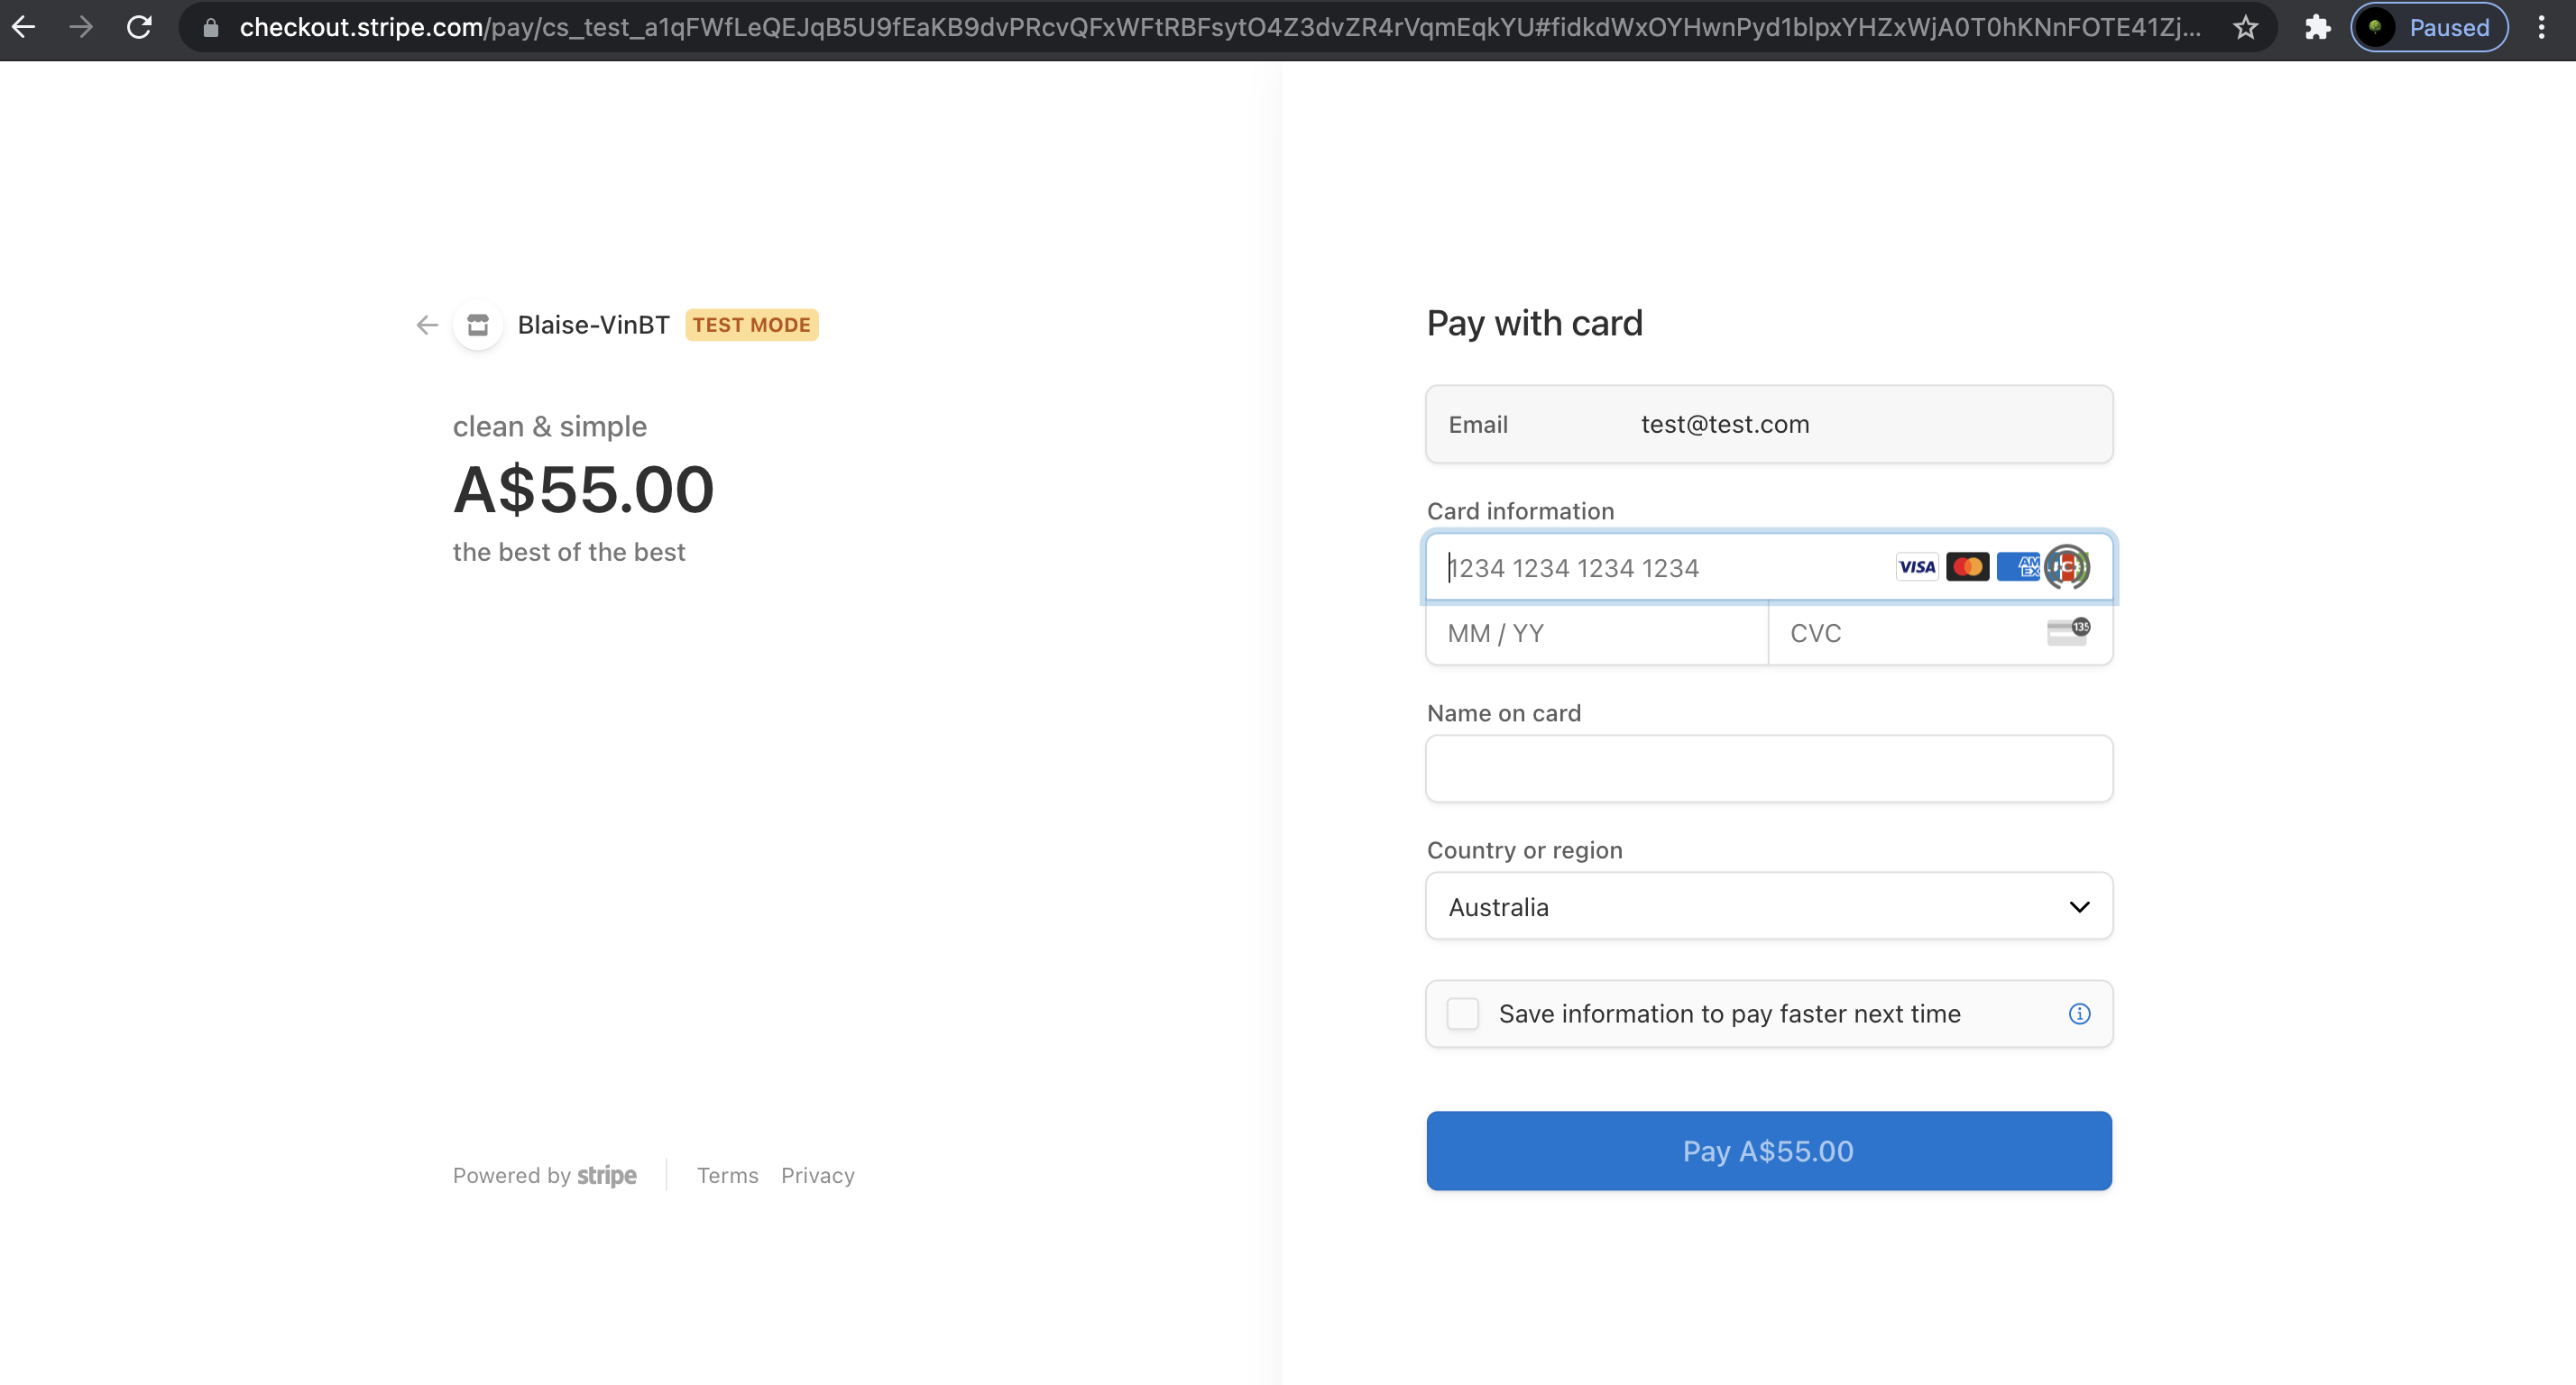 checkout.stripe.com/pay/cs_test_a1qFWfLeQEJqB5U9fEaKB9dvPRcvQFxWFtRBFsytO4Z3dvZR4rVqmEqkYU#fidkdWxOYHwnPyd1blpxYHZxWjA0T0hKNnFOTE41Zj...
Paused
Blaise-VinBT TEST MODE
clean & simple
A$55.00
the best of the best
Powered by stripe
Terms Privacy
Pay with card
Email test@test.com
Card information
1234 1234 1234 1234 VISA AMEX JCB
MM / YY CVC 135
Name on card
Country or region
Australia
Save information to pay faster next time
Pay A$55.00